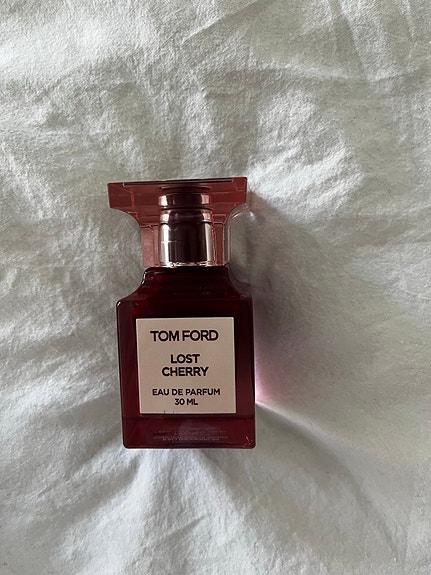 TOM FORD
LOST
CHERRY
EAU DE PARFUM
30 ML